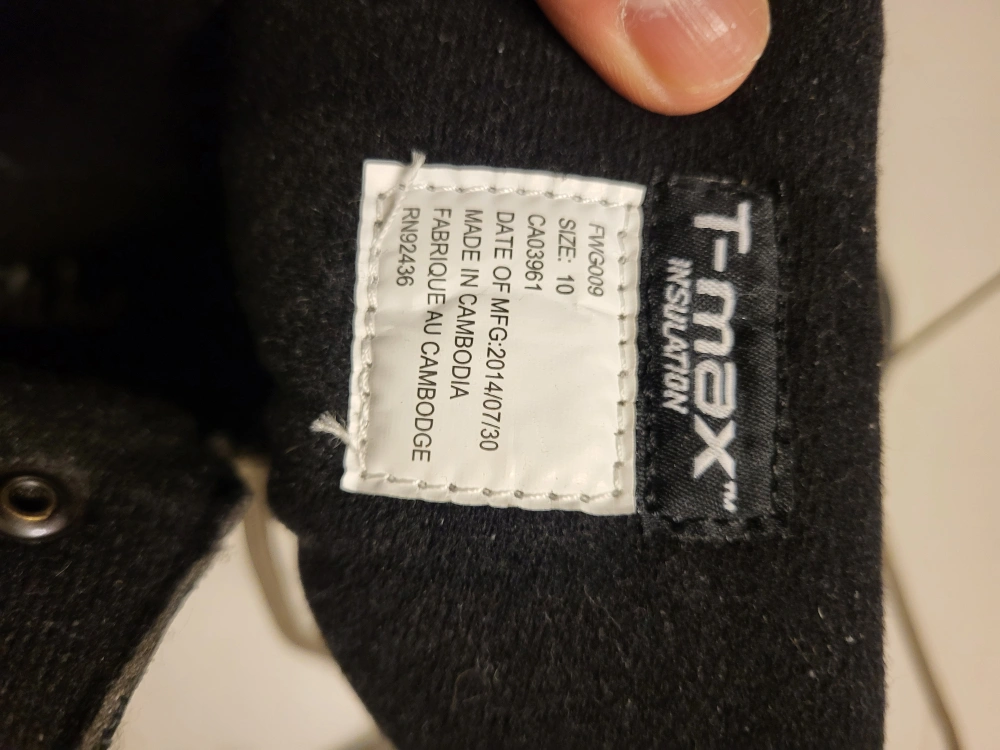 T-max™
INSULATION
FWG009
SIZE: 10
CA03961
DATE OF MFG:2014/07/30
MADE IN CAMBODIA
FABRIQUE AU CAMBODGE
RN92436